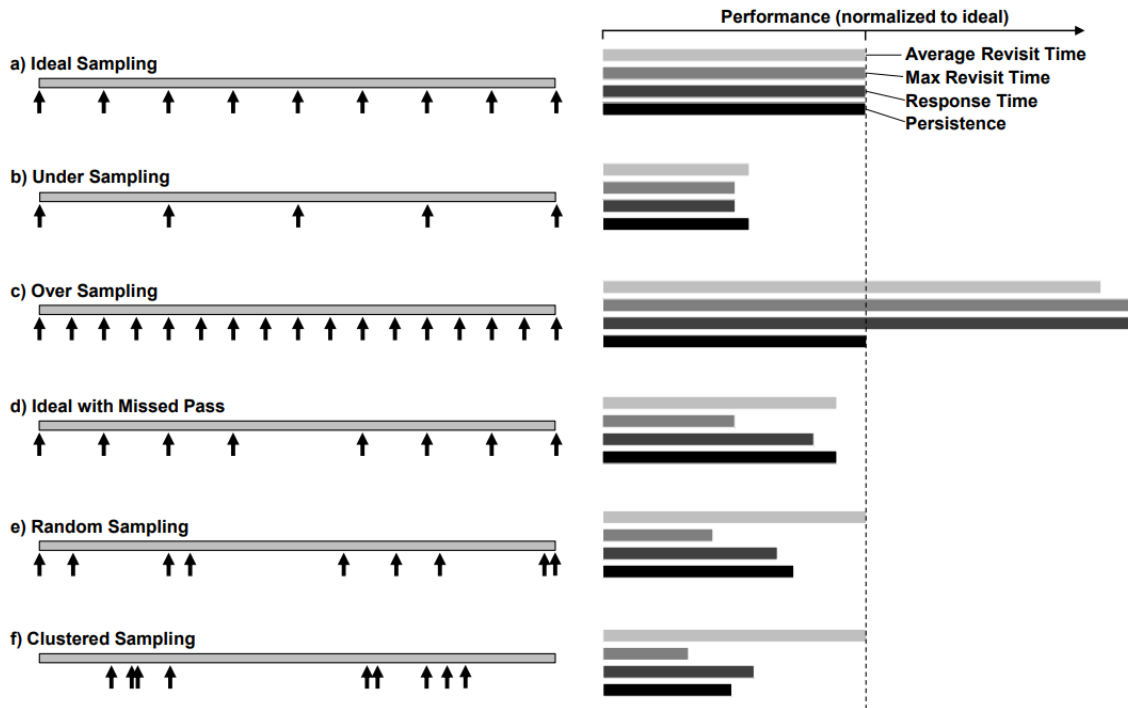 Performance (normalized to ideal)
a) Ideal Sampling
Average Revisit Time
Max Revisit Time
Response Time
Persistence
b) Under Sampling
c) Over Sampling
d) Ideal with Missed Pass
e) Random Sampling
f) Clustered Sampling